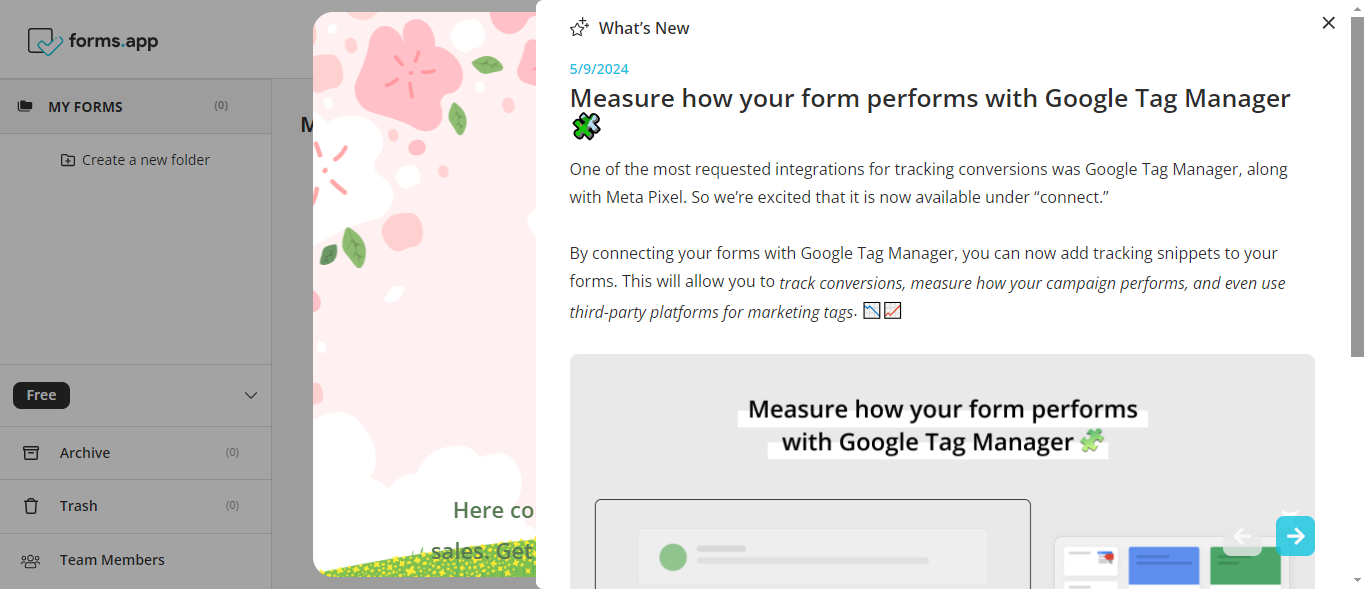 forms.app
MY FORMS
(0)
Create a new folder
Free
Archive
(0)
Trash
(0)
Team Members
M
Here co
sales. Get
What's New
5/9/2024
Measure how your form performs with Google Tag Manager
🧩
One of the most requested integrations for tracking conversions was Google Tag Manager, along
with Meta Pixel. So we're excited that it is now available under “connect.”
By connecting your forms with Google Tag Manager, you can now add tracking snippets to your
forms. This will allow you to track conversions, measure how your campaign performs, and even use
third-party platforms for marketing tags. 📉📈
Measure how your form performs
with Google Tag Manager 🧩